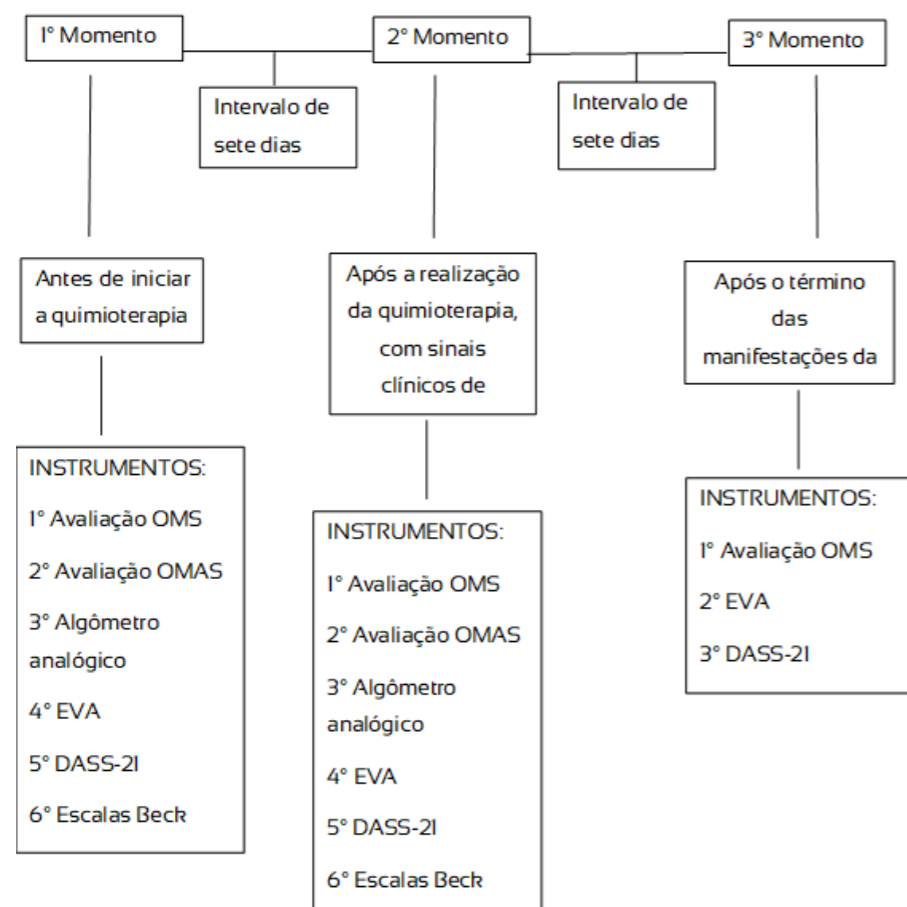 1° Momento
2° Momento
3° Momento
Intervalo de
sete dias
Intervalo de
sete dias
Antes de iniciar
a quimioterapia
Após a realização
da quimioterapia,
com sinais
clínicos de
Após o término
das
manifestações da
INSTRUMENTOS:
1° Avaliação OMS
2° Avaliação OMAS
3° Algômetro
analógico
4° EVA
5° DASS-21
6° Escalas Beck
INSTRUMENTOS:
1° Avaliação OMS
2° Avaliação OMAS
3° Algômetro
analógico
4° EVA
5° DASS-21
6° Escalas Beck
INSTRUMENTOS:
1° Avaliação OMS
2° EVA
3° DASS-21